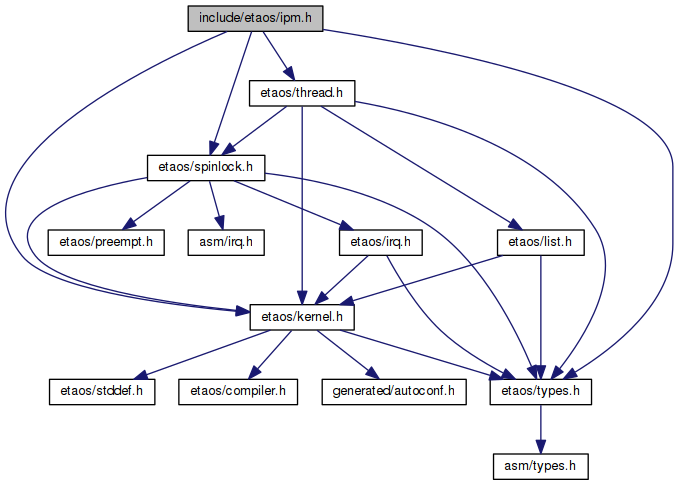 include/etaos/ipm.h
etaos/thread.h
etaos/spinlock.h
etaos/preempt.h
asm/irq.h
etaos/irq.h
etaos/list.h
etaos/kernel.h
etaos/stddef.h
etaos/compiler.h
generated/autoconf.h
etaos/types.h
asm/types.h